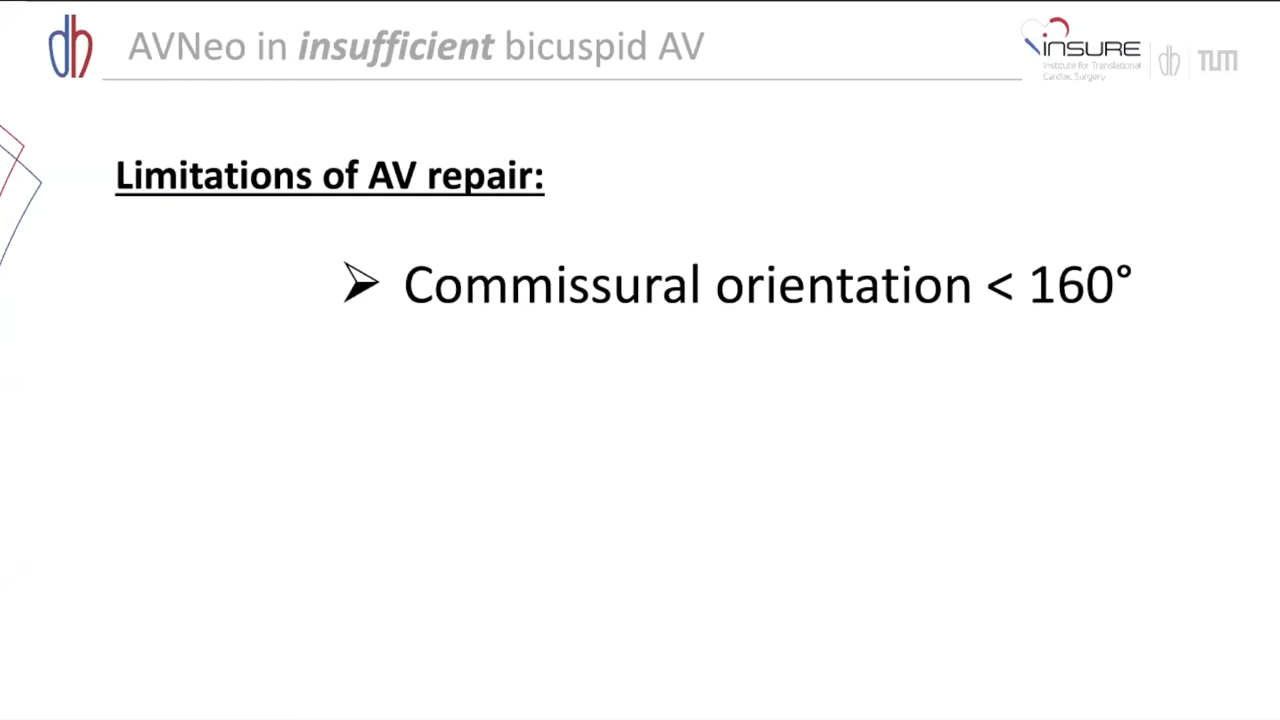 AVNeo in insufficient bicuspid AV
INSURE
Institute for Translational
Cardiac Surgery
TUM
Limitations of AV repair:
➢ Commissural orientation < 160°